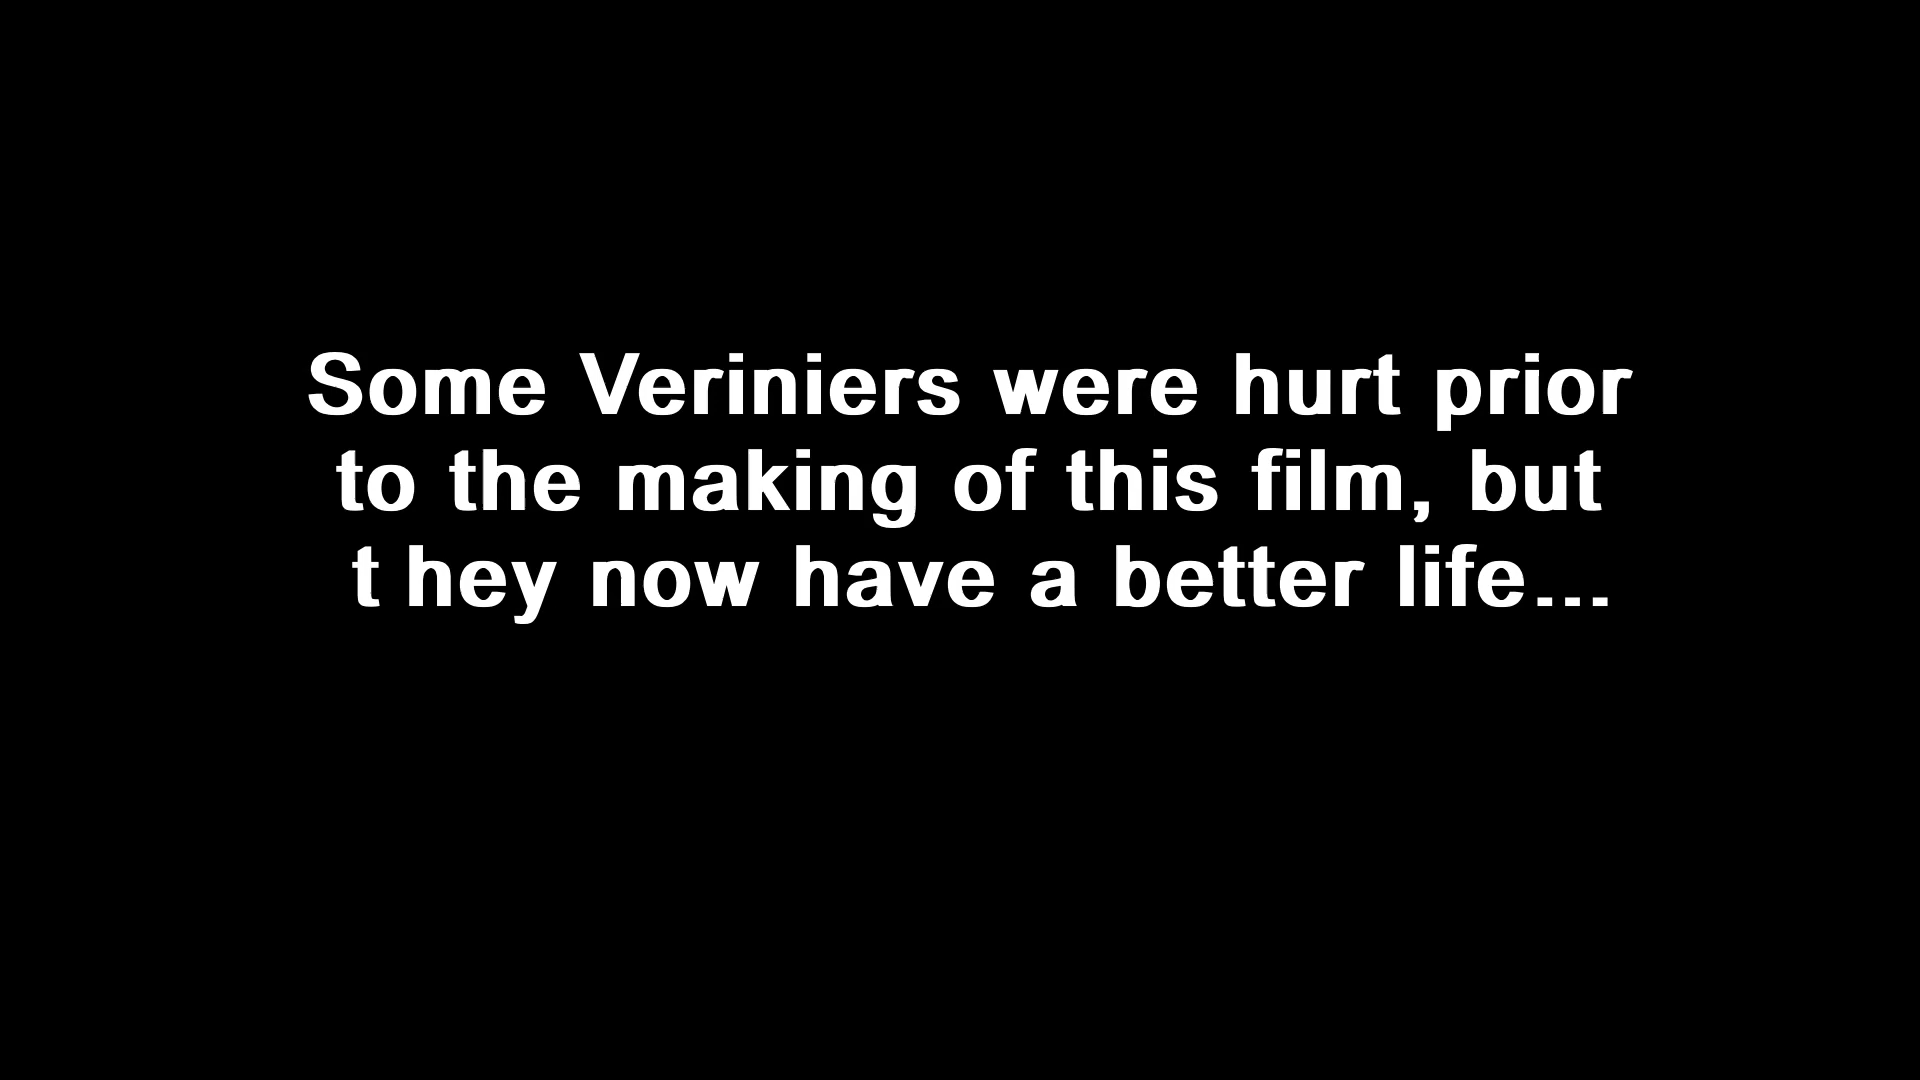 Some Veriniers were hurt prior
to the making of this film, but
t hey now have a better life...